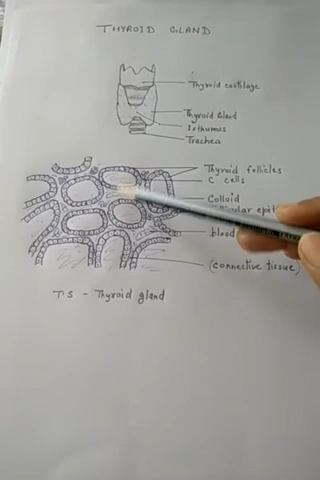 THYROID GLAND
Thyroid cartilage
Thyroid Gland
Isthumus
Trachea
Thyroid follicles
C cells
Colloid
blood
(connective tissue)
T.S - Thyroid gland